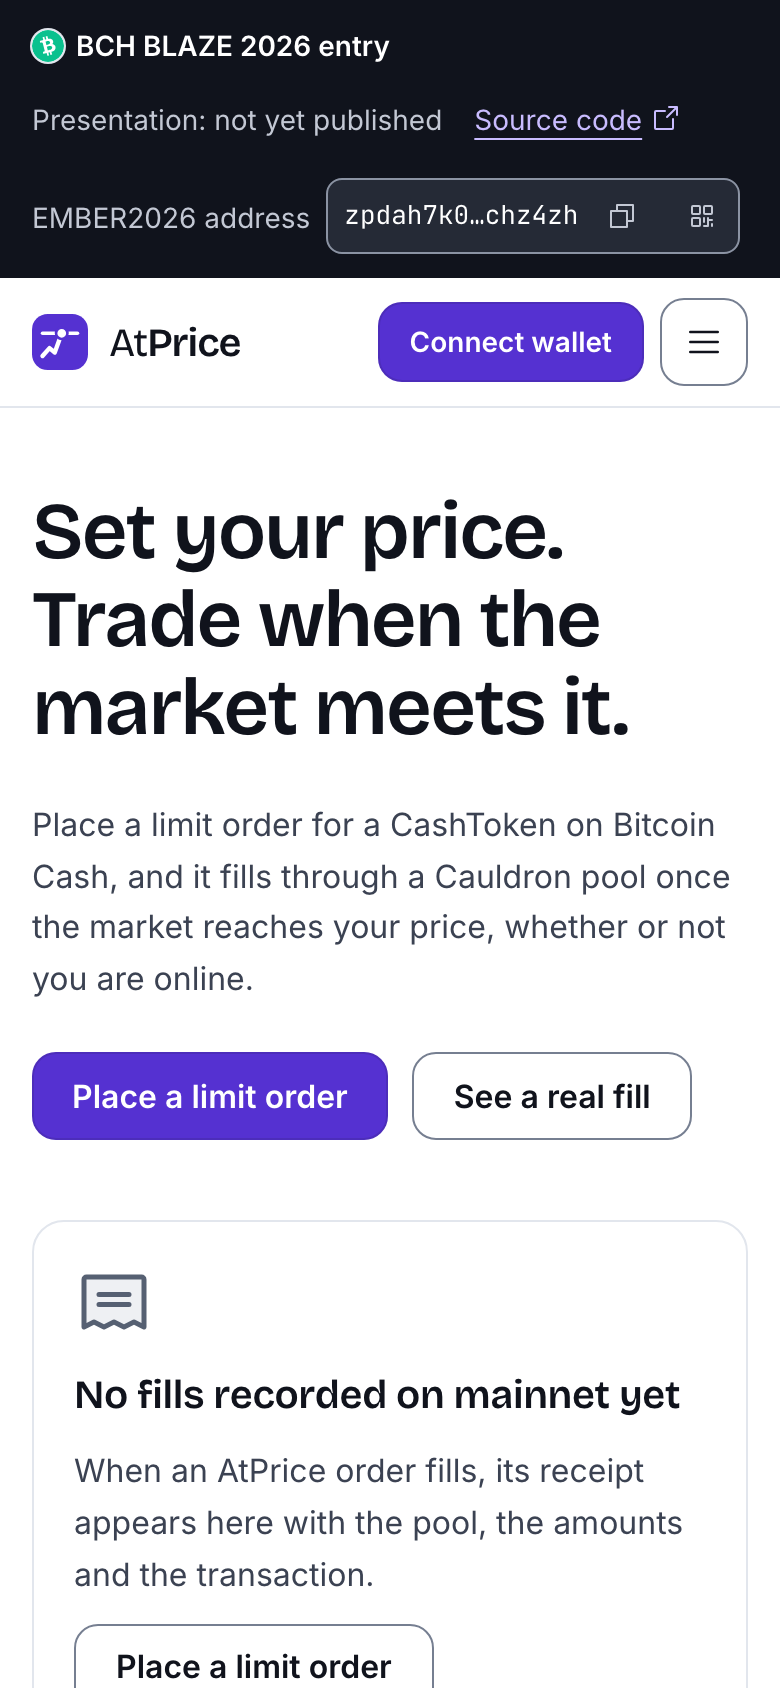 BCH BLAZE 2026 entry
Presentation: not yet published Source code
EMBER2026 address zpdah7k0…chz4zh
AtPrice Connect wallet
Set your price.
Trade when the
market meets it.
Place a limit order for a CashToken on Bitcoin
Cash, and it fills through a Cauldron pool once
the market reaches your price, whether or not
you are online.
Place a limit order See a real fill
No fills recorded on mainnet yet
When an AtPrice order fills, its receipt
appears here with the pool, the amounts
and the transaction.
Place a limit order